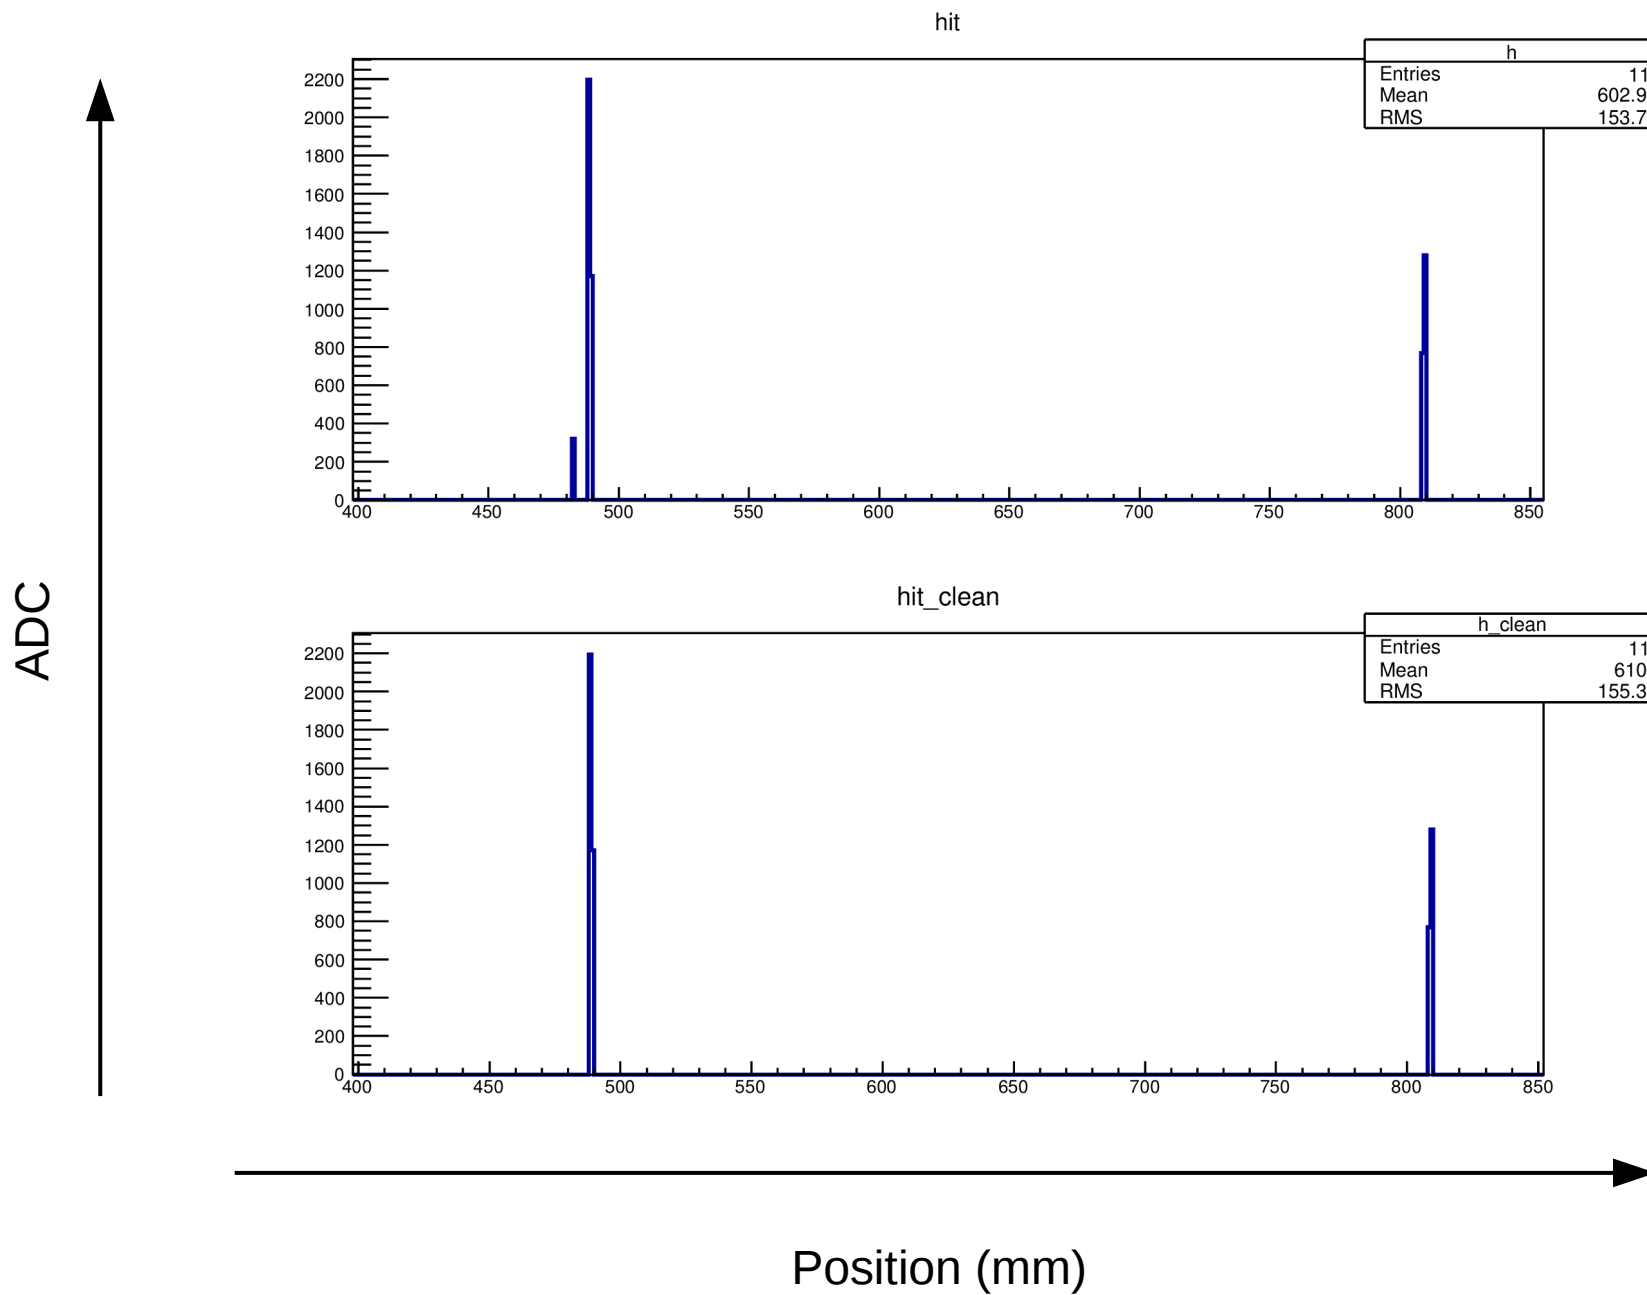 hit
h
Entries 11
Mean 602.9
RMS 153.7
2200
2000
1800
1600
1400
1200
1000
800
600
400
200
0
400 450 500 550 600 650 700 750 800 850
ADC
hit_clean
h_clean
Entries 11
Mean 610
RMS 155.3
2200
2000
1800
1600
1400
1200
1000
800
600
400
200
0
400 450 500 550 600 650 700 750 800 850
Position (mm)